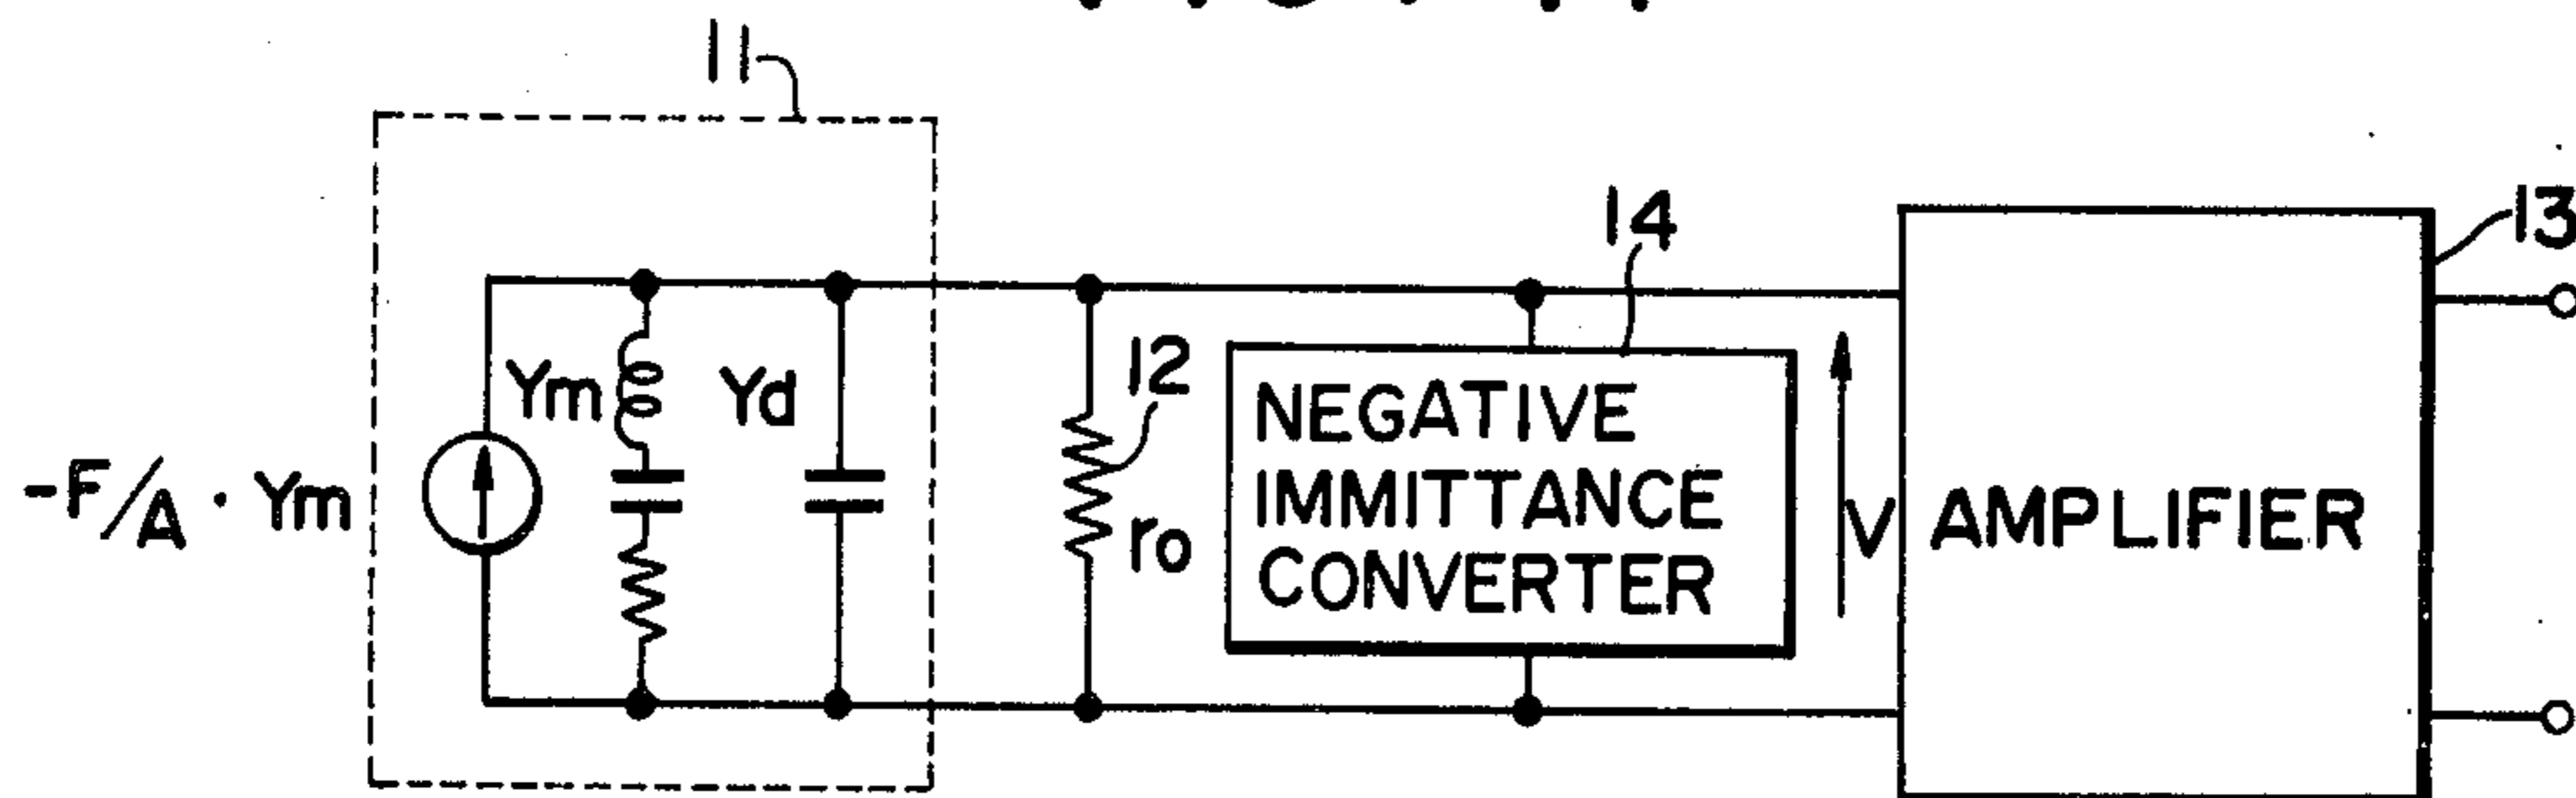 11
14
13
12
Ym
Yd
-F/A · Ym
ro
NEGATIVE
IMMITTANCE
CONVERTER
V
AMPLIFIER